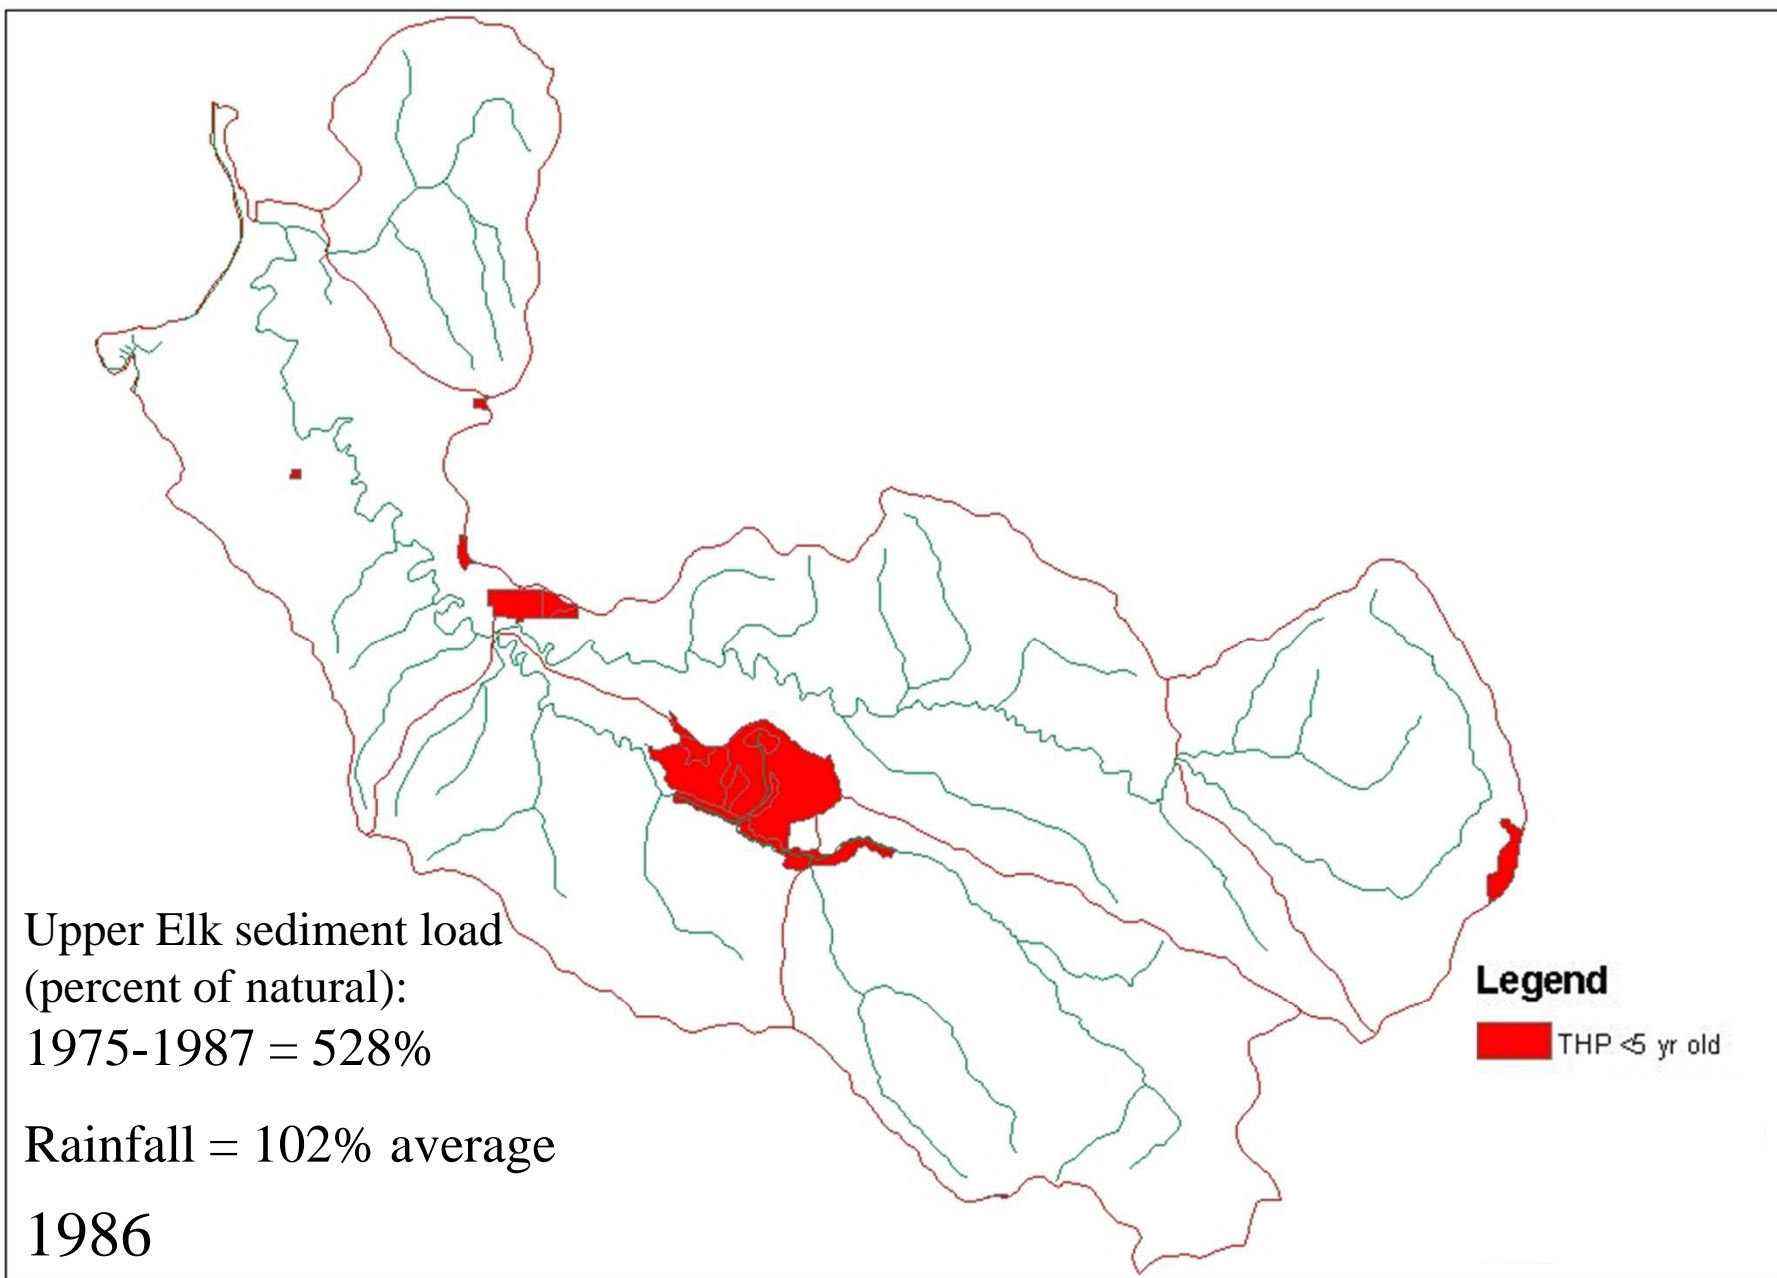 Upper Elk sediment load
(percent of natural):
1975-1987 = 528%
Rainfall = 102% average
1986
Legend
THP <5 yr old